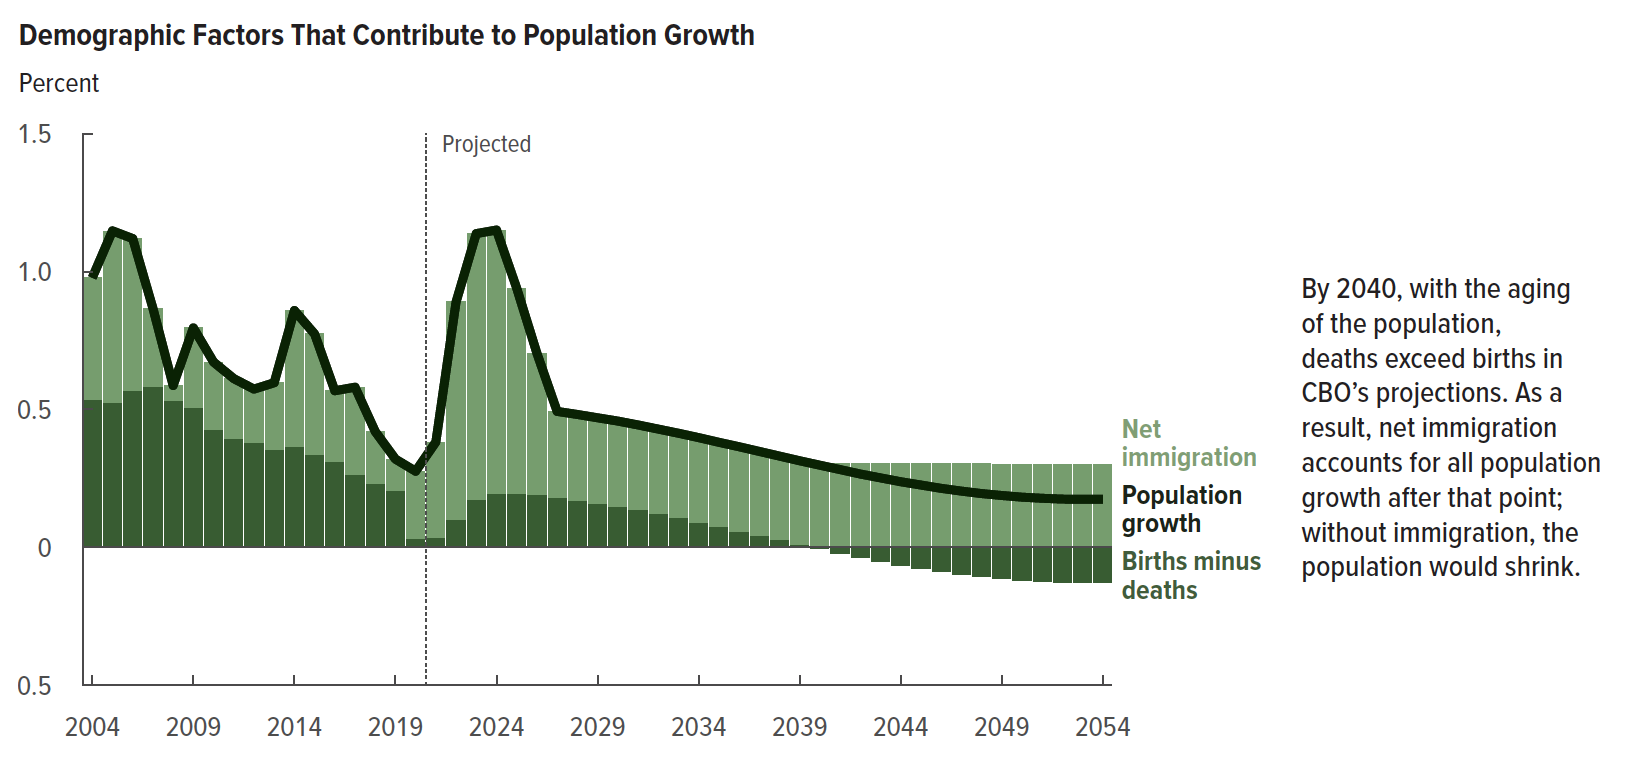 Demographic Factors That Contribute to Population Growth
Percent
1.5
Projected
1.0
0.5
0
0.5
2004 2009 2014 2019 2024 2029 2034 2039 2044 2049 2054
Net
immigration
Population
growth
Births minus
deaths
By 2040, with the aging
of the population,
deaths exceed births in
CBO’s projections. As a
result, net immigration
accounts for all population
growth after that point;
without immigration, the
population would shrink.